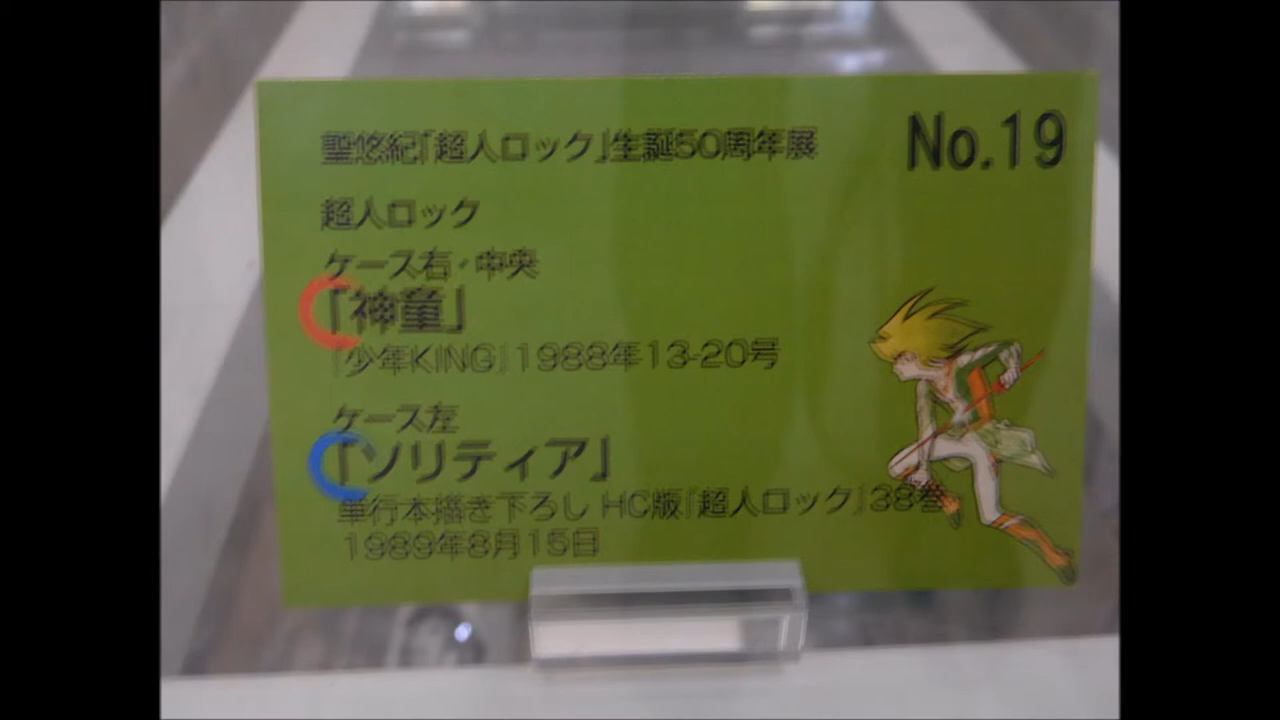 聖悠紀「超人ロック」生誕50周年展
No.19
超人ロック
ケース右・中央
「神童」
「少年KING」1988年13-20号
ケース左
「ソリティア」
単行本描き下ろし HC版「超人ロック」38巻
1989年8月15日